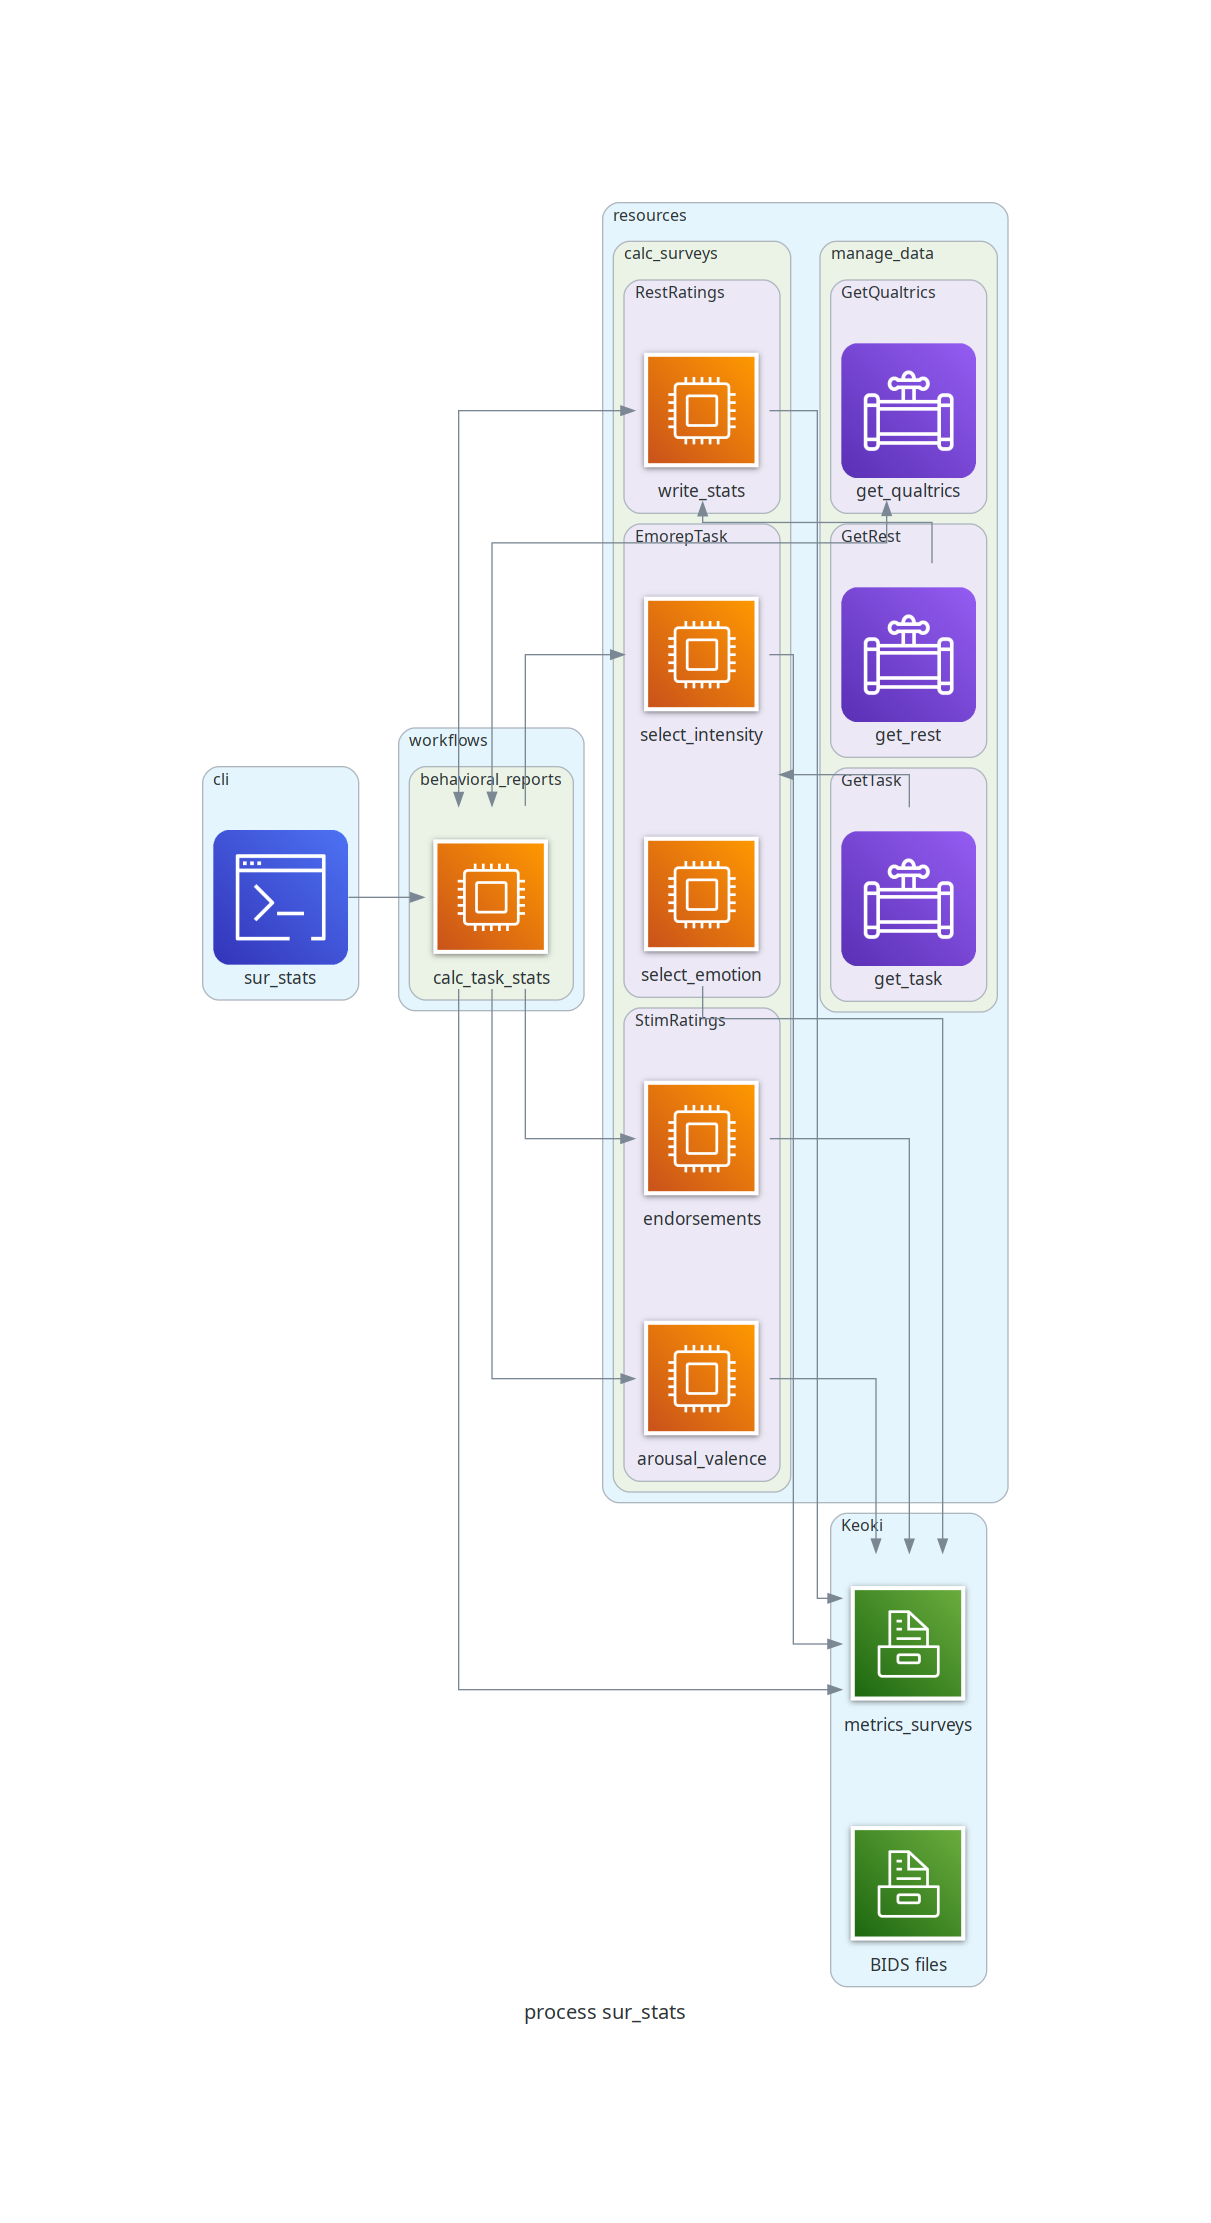 resources
calc_surveys
manage_data
RestRatings
GetQualtrics
write_stats
get_qualtrics
EmorepTask
GetRest
select_intensity
get_rest
workflows
cli
behavioral_reports
GetTask
sur_stats
calc_task_stats
select_emotion
get_task
StimRatings
endorsements
arousal_valence
Keoki
metrics_surveys
BIDS files
process sur_stats